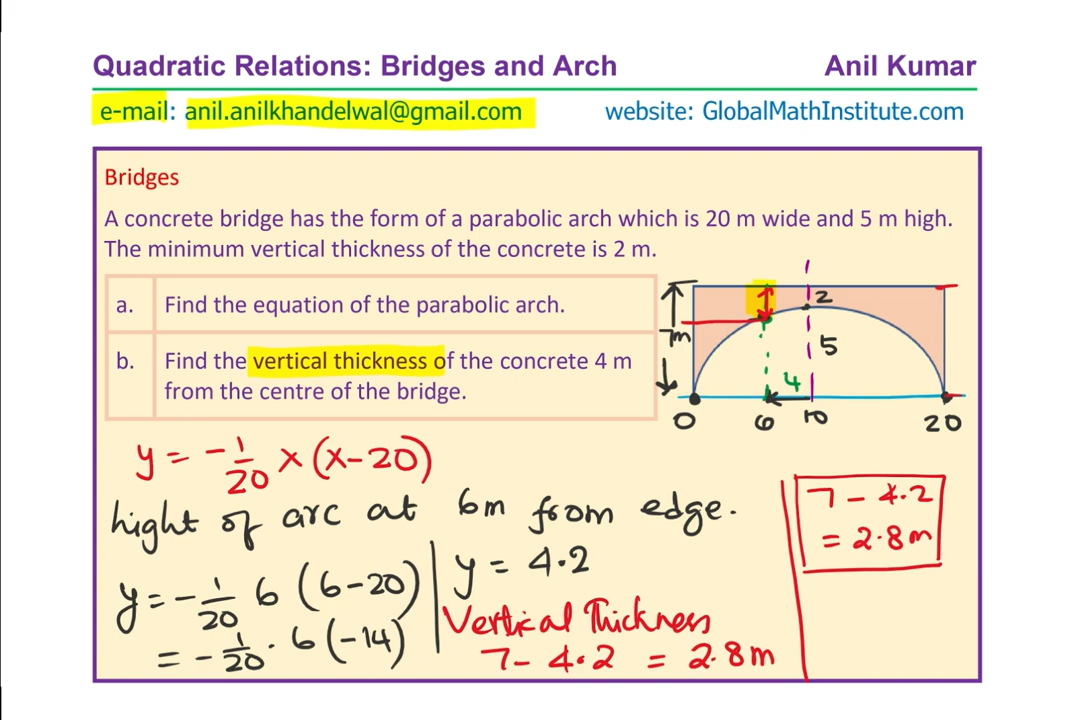 Quadratic Relations: Bridges and Arch Anil Kumar
e-mail: anil.anilkhandelwal@gmail.com website: GlobalMathInstitute.com
Bridges
A concrete bridge has the form of a parabolic arch which is 20 m wide and 5 m high.
The minimum vertical thickness of the concrete is 2 m.
a. Find the equation of the parabolic arch.
b. Find the vertical thickness of the concrete 4 m
from the centre of the bridge.
2
7m
5
4
0 6 10 20
y = -1/20 x (x-20)
hight of arc at 6m from edge.
y = -1/20 6 (6-20)
= -1/20 · 6 (-14)
y = 4.2
Vertical Thickness
7 - 4.2 = 2.8m
7 - 4.2
= 2.8m